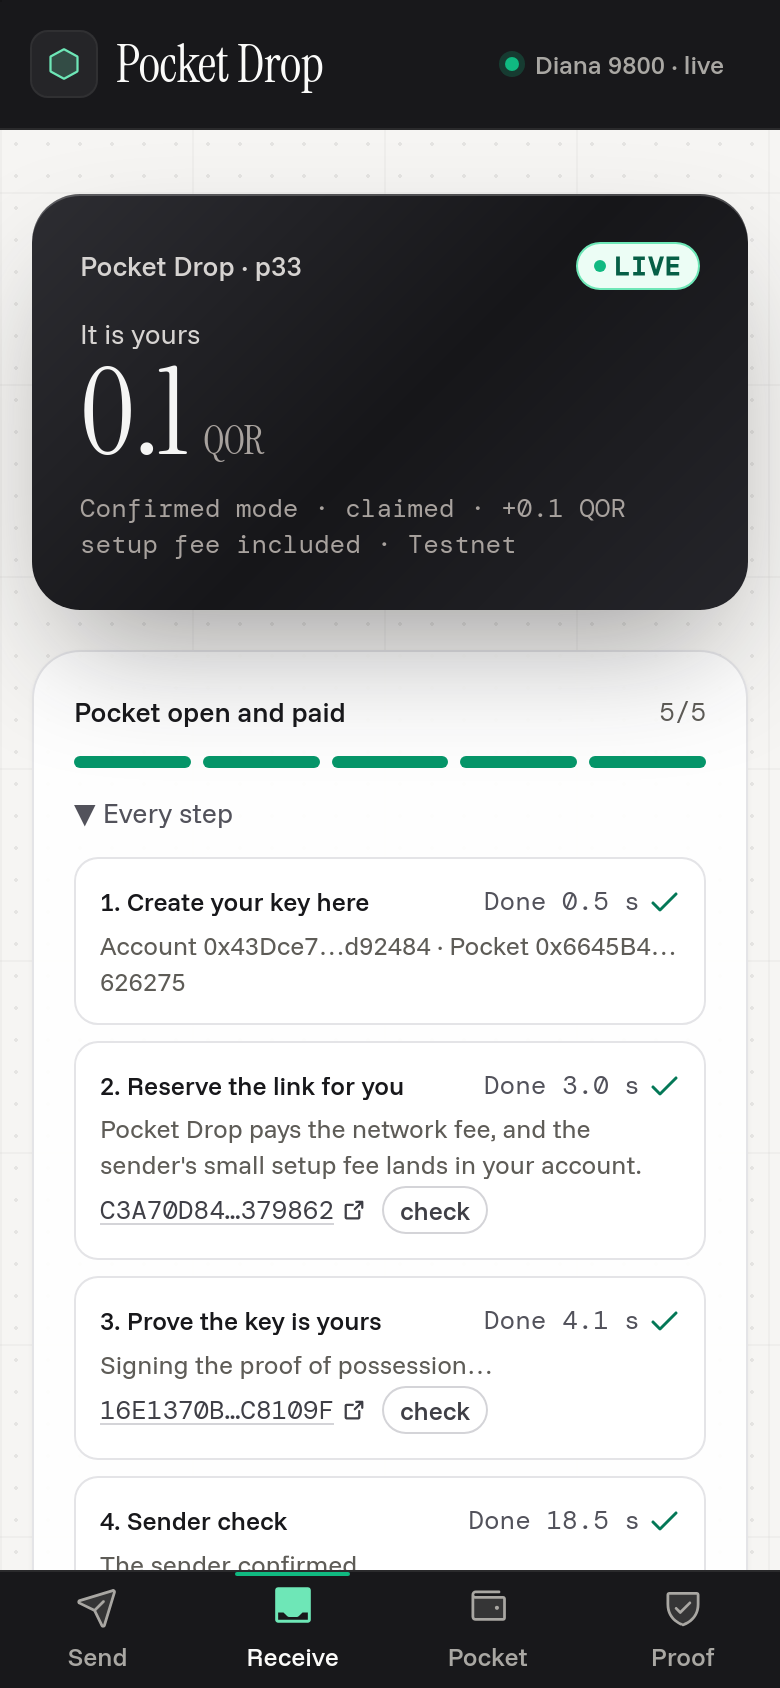 Pocket Drop
Diana 9800 · live
Pocket Drop · p33
LIVE
It is yours
0.1 QOR
Confirmed mode · claimed · +0.1 QOR
setup fee included · Testnet
Pocket open and paid
5/5
▼ Every step
1. Create your key here
Done 0.5 s
Account 0x43Dce7…d92484 · Pocket 0x6645B4…
626275
2. Reserve the link for you
Done 3.0 s
Pocket Drop pays the network fee, and the
sender's small setup fee lands in your account.
C3A70D84…379862
check
3. Prove the key is yours
Done 4.1 s
Signing the proof of possession…
16E1370B…C8109F
check
4. Sender check
Done 18.5 s
The sender confirmed
Send
Receive
Pocket
Proof